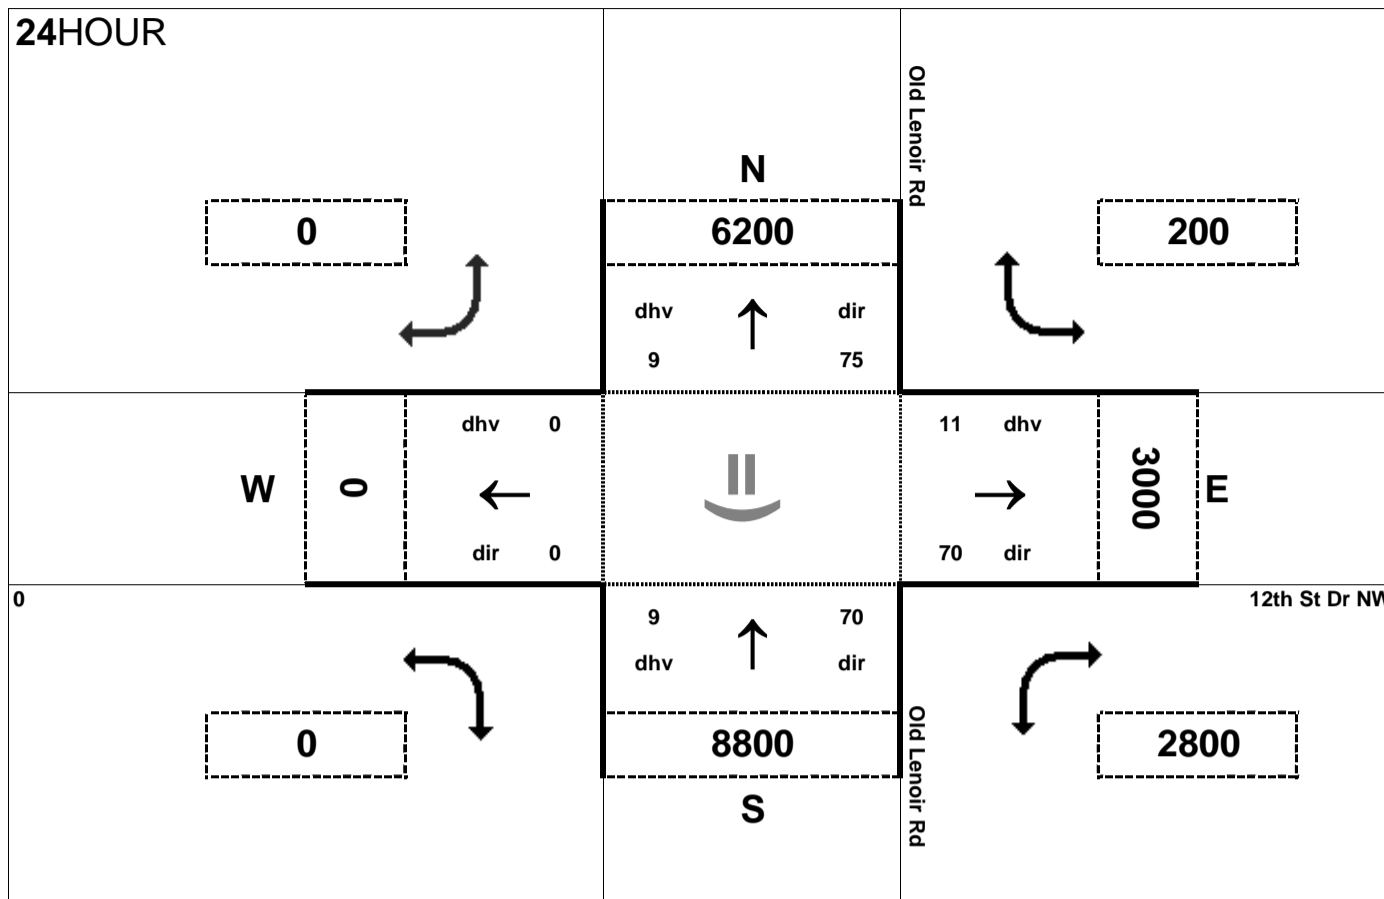 24HOUR
Old Lenoir Rd
N
0
6200
200
dhv
dir
9
75
dhv 0
11 dhv
W
0
3000
E
dir 0
70 dir
0
12th St Dr NW
9
70
dhv
dir
0
8800
2800
Old Lenoir Rd
S